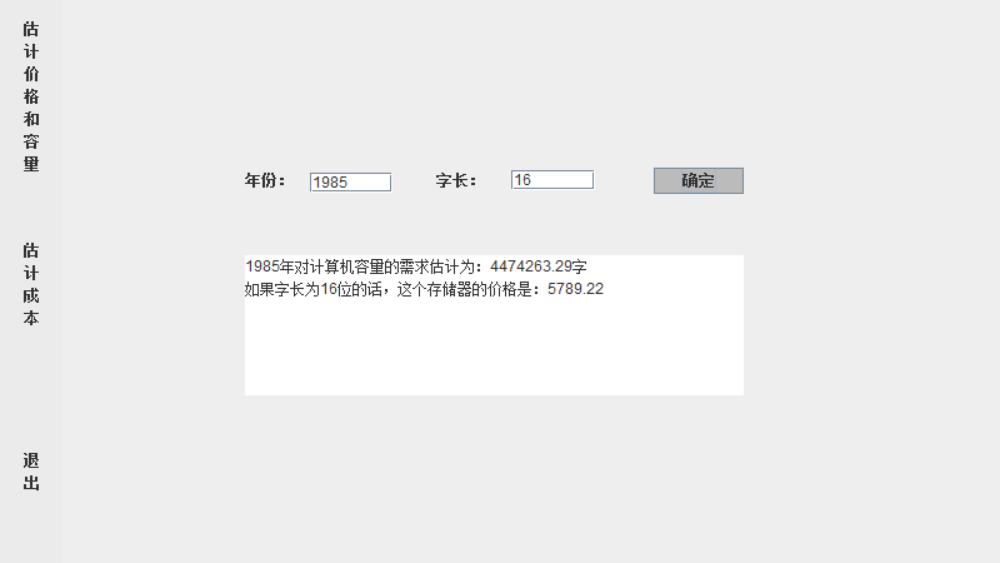 估计价格和容量
年份： 1985 字长： 16 确定
1985年对计算机容量的需求估计为：4474263.29字
如果字长为16位的话，这个存储器的价格是：5789.22
估计成本
退出